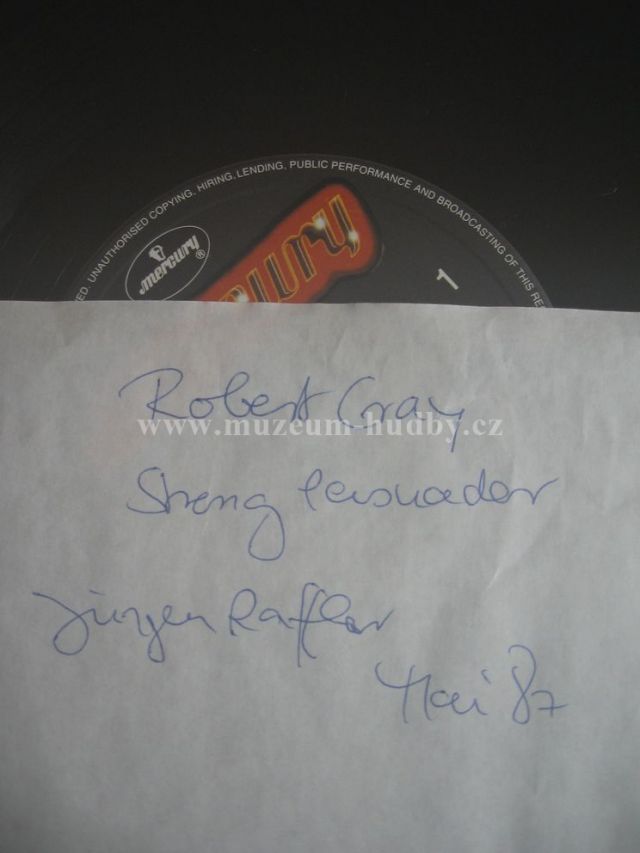 ED. UNAUTHORISED COPYING, HIRING, LENDING, PUBLIC PERFORMANCE AND BROADCASTING OF THIS RE
mercury®
1
Robert Cray
www.muzeum-hudby.cz
Strong Persuader
Jürgen Raffler
Mai 87